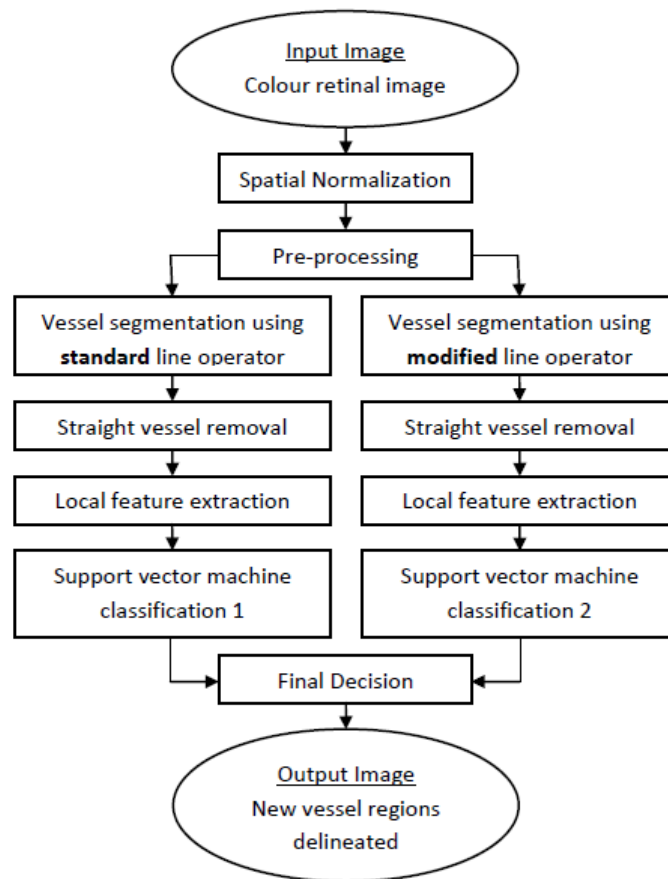 Input Image
Colour retinal image
Spatial Normalization
Pre-processing
Vessel segmentation using
standard line operator
Straight vessel removal
Local feature extraction
Support vector machine
classification 1
Vessel segmentation using
modified line operator
Straight vessel removal
Local feature extraction
Support vector machine
classification 2
Final Decision
Output Image
New vessel regions
delineated